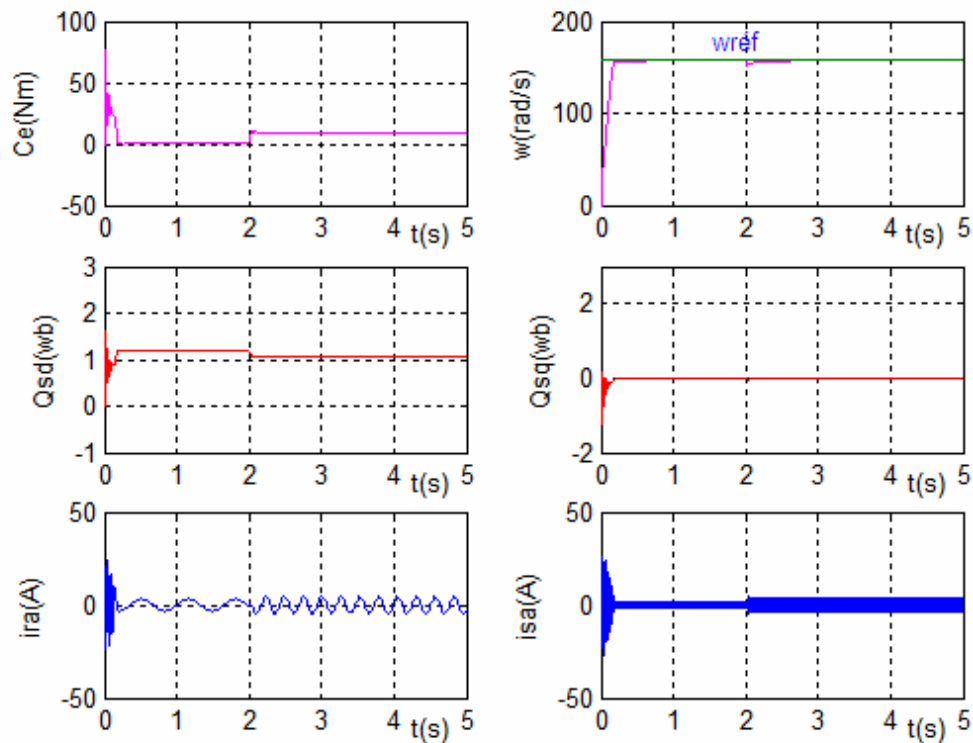 100
50
0
-50
Ce(Nm)
0 1 2 3 4 5
t(s)
200
100
0
w(rad/s)
wref
0 1 2 3 4 5
t(s)
3
2
1
0
-1
Qsd(wb)
0 1 2 3 4 5
t(s)
2
0
-2
Qsq(wb)
0 1 2 3 4 5
t(s)
50
0
-50
ira(A)
0 1 2 3 4 5
t(s)
50
0
-50
isa(A)
0 1 2 3 4 5
t(s)